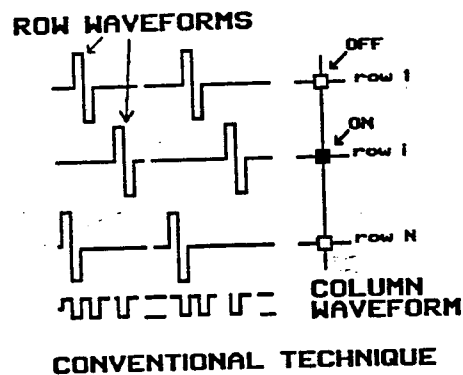 ROW WAVEFORMS
OFF
row 1
ON
row i
row N
COLUMN
WAVEFORM
CONVENTIONAL TECHNIQUE